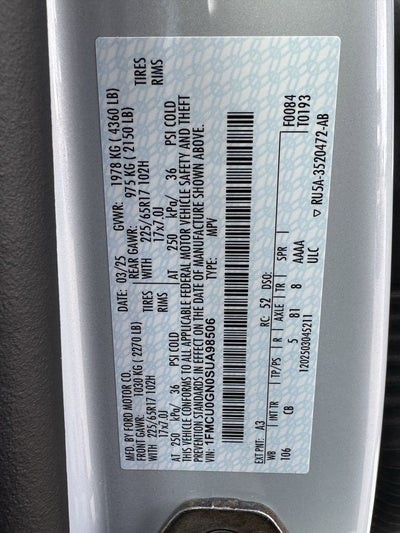 MFD. BY FORD MOTOR CO.
DATE: 03/25 GVWR: 1978 KG ( 4360 LB)
FRONT GAWR: 1030 KG ( 2270 LB) REAR GAWR: 975 KG ( 2150 LB)
WITH 225/65R17 102H TIRES WITH 225/65R17 102H TIRES
17x7.0J RIMS 17x7.0J RIMS
AT 250 kPa/ 36 PSI COLD AT 250 kPa/ 36 PSI COLD
THIS VEHICLE CONFORMS TO ALL APPLICABLE FEDERAL MOTOR VEHICLE SAFETY AND THEFT
PREVENTION STANDARDS IN EFFECT ON THE DATE OF MANUFACTURE SHOWN ABOVE.
VIN: 1FMCU0GN0SUA98506 TYPE: MPV
F0084
T0193
EXT PNT: A3 RC: 52 DSO:
WB INT TR TP/PS R AXLE TR SPR
106 CB 5 81 8 AAAA
ULC
1202503045211
▽ RU5A-3520472-AB